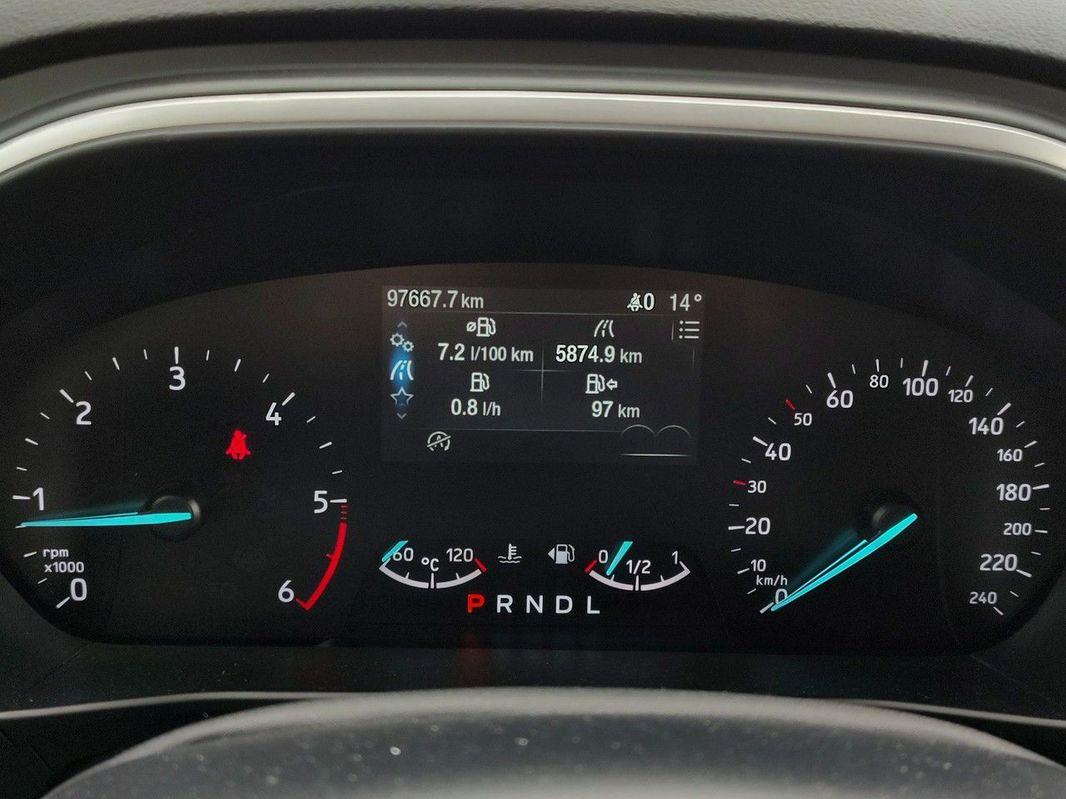 97667.7 km 0 14°
ø
7.2 l/100 km 5874.9 km
0.8 l/h 97 km
A
0 1 2 3 4 5 6
rpm
x1000
0 10 20 30 40 50 60 80 100 120 140 160 180 200 220 240
km/h
60 °C 120
0 1/2 1
P R N D L